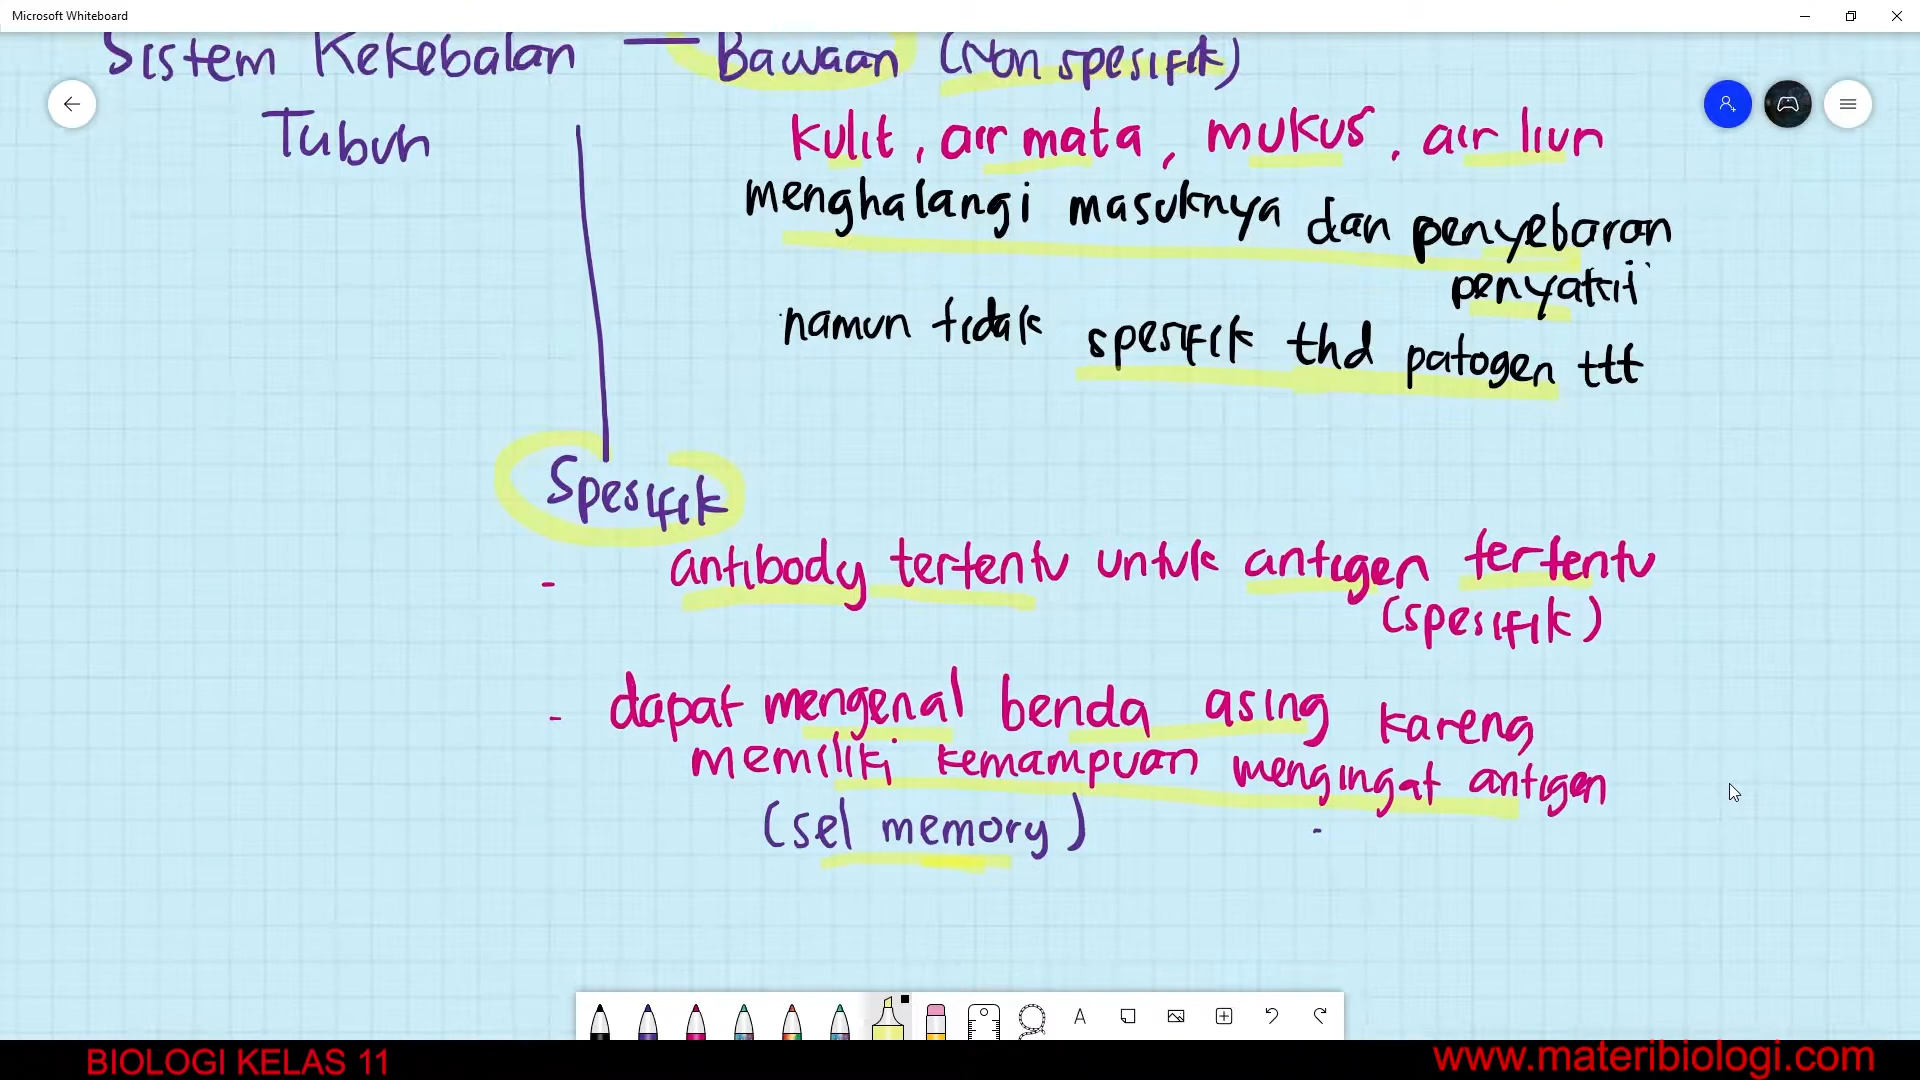 Microsoft Whiteboard
Sistem Kekebalan — Bawaan (Non spesifik)
Tubuh
kulit, air mata, mukus, air liur
menghalangi masuknya dan penyebaran
penyakit
namun tidak spesifik thd patogen ttt
Spesifik
- antibody tertentu untuk antigen tertentu
(spesifik)
- dapat mengenal benda asing karena
memiliki kemampuan mengingat antigen
(sel memory)
BIOLOGI KELAS 11
www.materibiologi.com